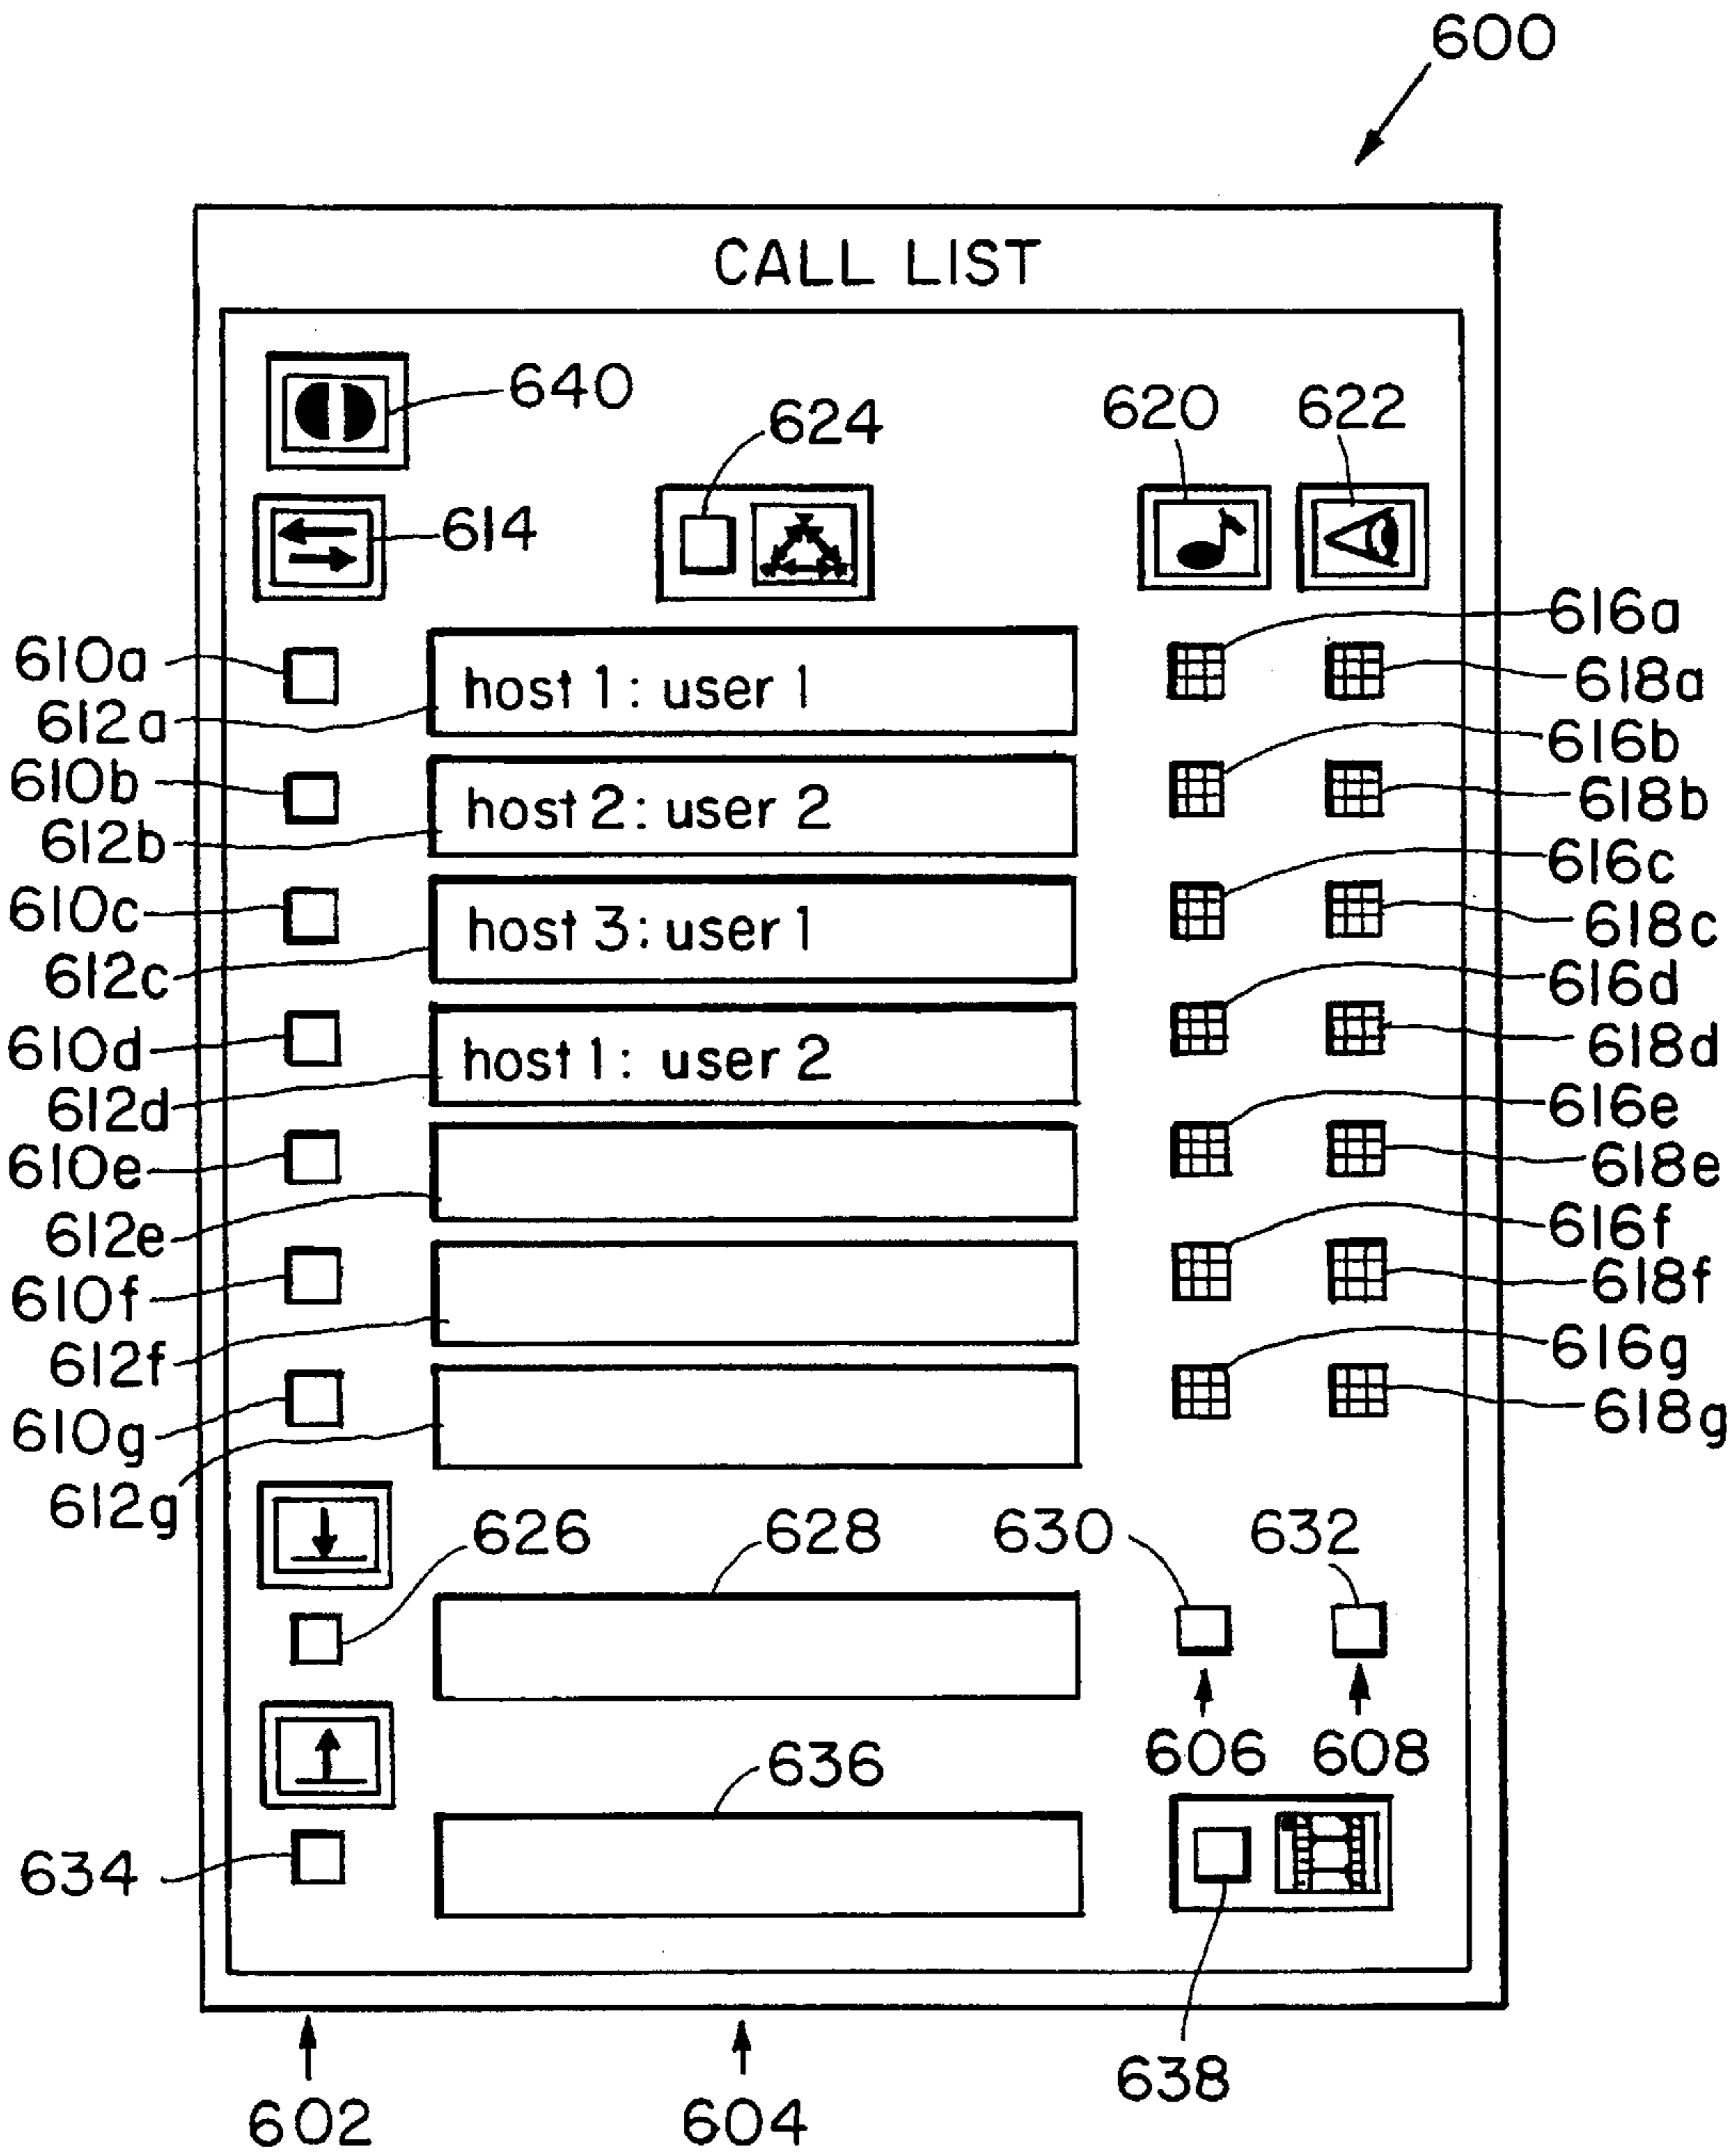 600
CALL LIST
640
624
620
622
614
616a
610a
host 1: user 1
618a
612a
616b
610b
host 2: user 2
618b
612b
616c
610c
host 3: user 1
618c
612c
616d
610d
host 1: user 2
618d
612d
616e
610e
618e
612e
616f
610f
618f
612f
616g
610g
618g
612g
626
628
630
632
606
608
636
634
638
602
604